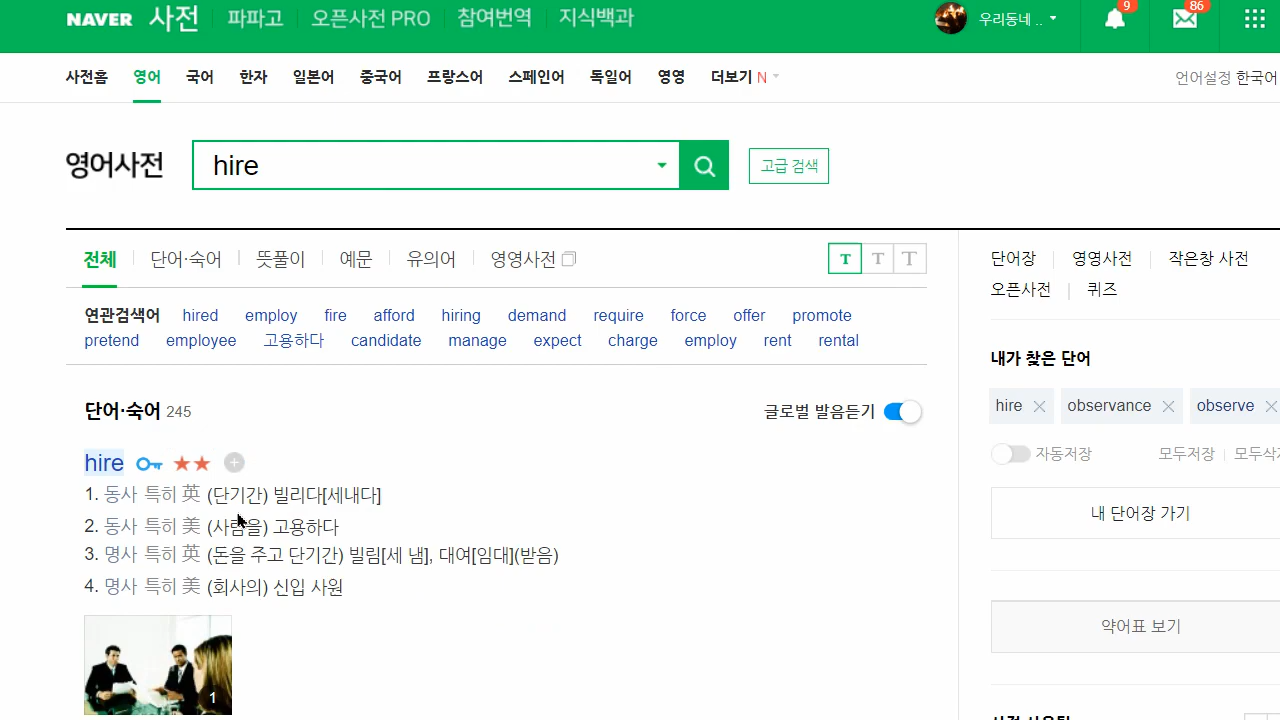 NAVER 사전 파파고 오픈사전 PRO 참여번역 지식백과 우리동네 .. 9 86
사전홈 영어 국어 한자 일본어 중국어 프랑스어 스페인어 독일어 영영 더보기 N 언어설정 한국어
영어사전 hire 고급 검색
전체 단어·숙어 뜻풀이 예문 유의어 영영사전 T T T
연관검색어 hired employ fire afford hiring demand require force offer promote
pretend employee 고용하다 candidate manage expect charge employ rent rental
단어·숙어 245 글로벌 발음듣기
hire
1. 동사 특히 英 (단기간) 빌리다[세내다]
2. 동사 특히 美 (사람을) 고용하다
3. 명사 특히 英 (돈을 주고 단기간) 빌림[세 냄], 대여[임대](받음)
4. 명사 특히 美 (회사의) 신입 사원
1
단어장 영영사전 작은창 사전
오픈사전 퀴즈
내가 찾은 단어
hire observance observe
자동저장 모두저장
내 단어장 가기
약어표 보기